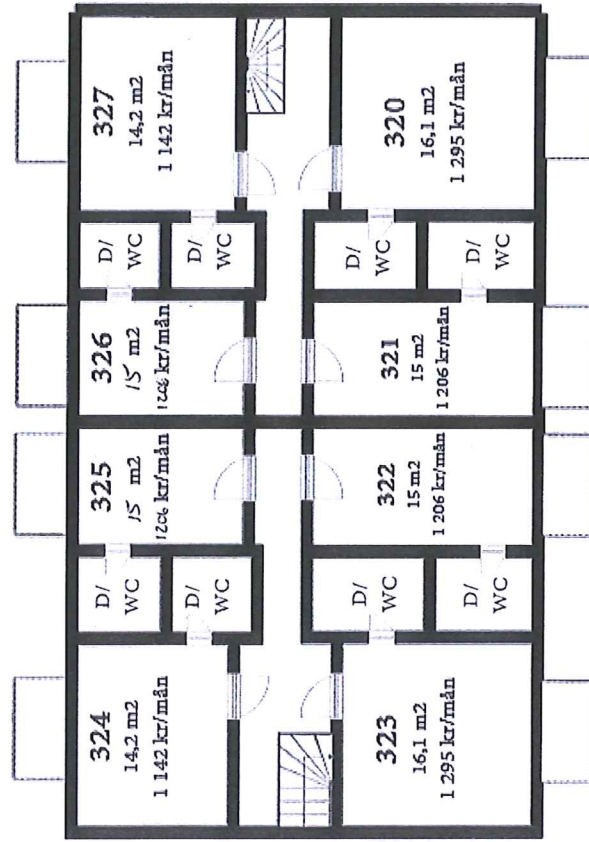 324
14,2 m2
1 142 kr/mån
D/
WC
D/
WC
325
15 m2
1206 kr/mån
326
15 m2
1206 kr/mån
D/
WC
D/
WC
327
14,2 m2
1 142 kr/mån
323
16,1 m2
1 295 kr/mån
D/
WC
D/
WC
322
15 m2
1 206 kr/mån
321
15 m2
1 206 kr/mån
D/
WC
D/
WC
320
16,1 m2
1 295 kr/mån